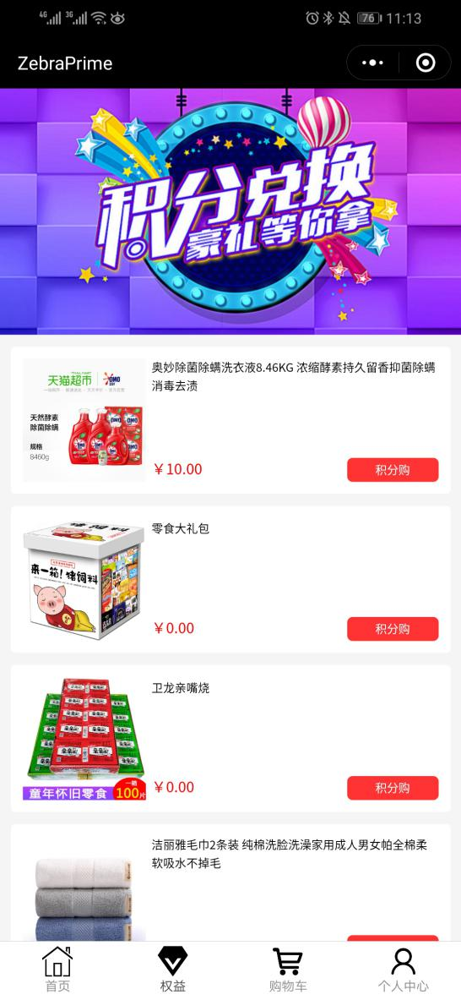 4G 3G 76 11:13
ZebraPrime
积分兑换
豪礼等你拿
天猫超市 OMO
天然酵素
除菌除螨
规格
8460g
奥妙除菌除螨洗衣液8.46KG 浓缩酵素持久留香抑菌除螨
消毒去渍
￥10.00 积分购
零食大礼包
猪饲料
来一箱！猪饲料
￥0.00 积分购
卫龙亲嘴烧
童年怀旧零食
一箱
100片
￥0.00 积分购
洁丽雅毛巾2条装 纯棉洗脸洗澡家用成人男女帕全棉柔
软吸水不掉毛
首页 权益 购物车 个人中心